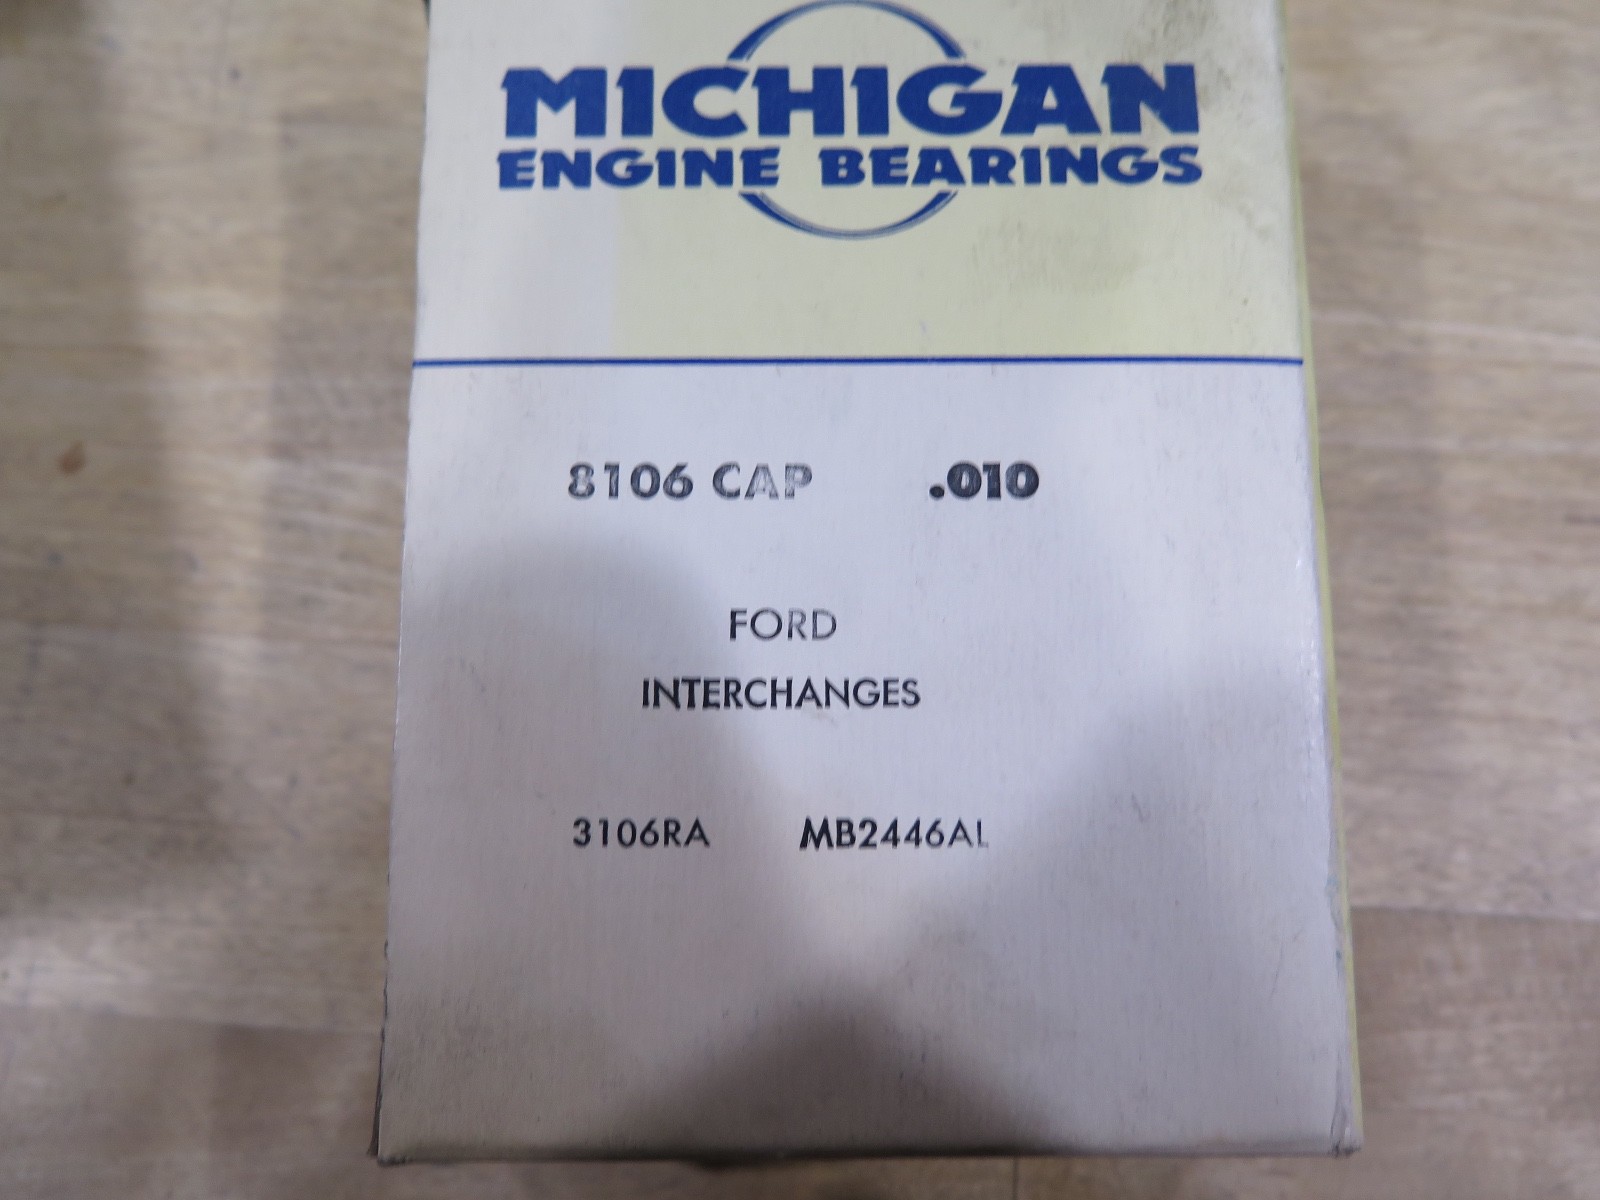 MICHIGAN
ENGINE BEARINGS
8106 CAP .010
FORD
INTERCHANGES
3106RA MB2446AL